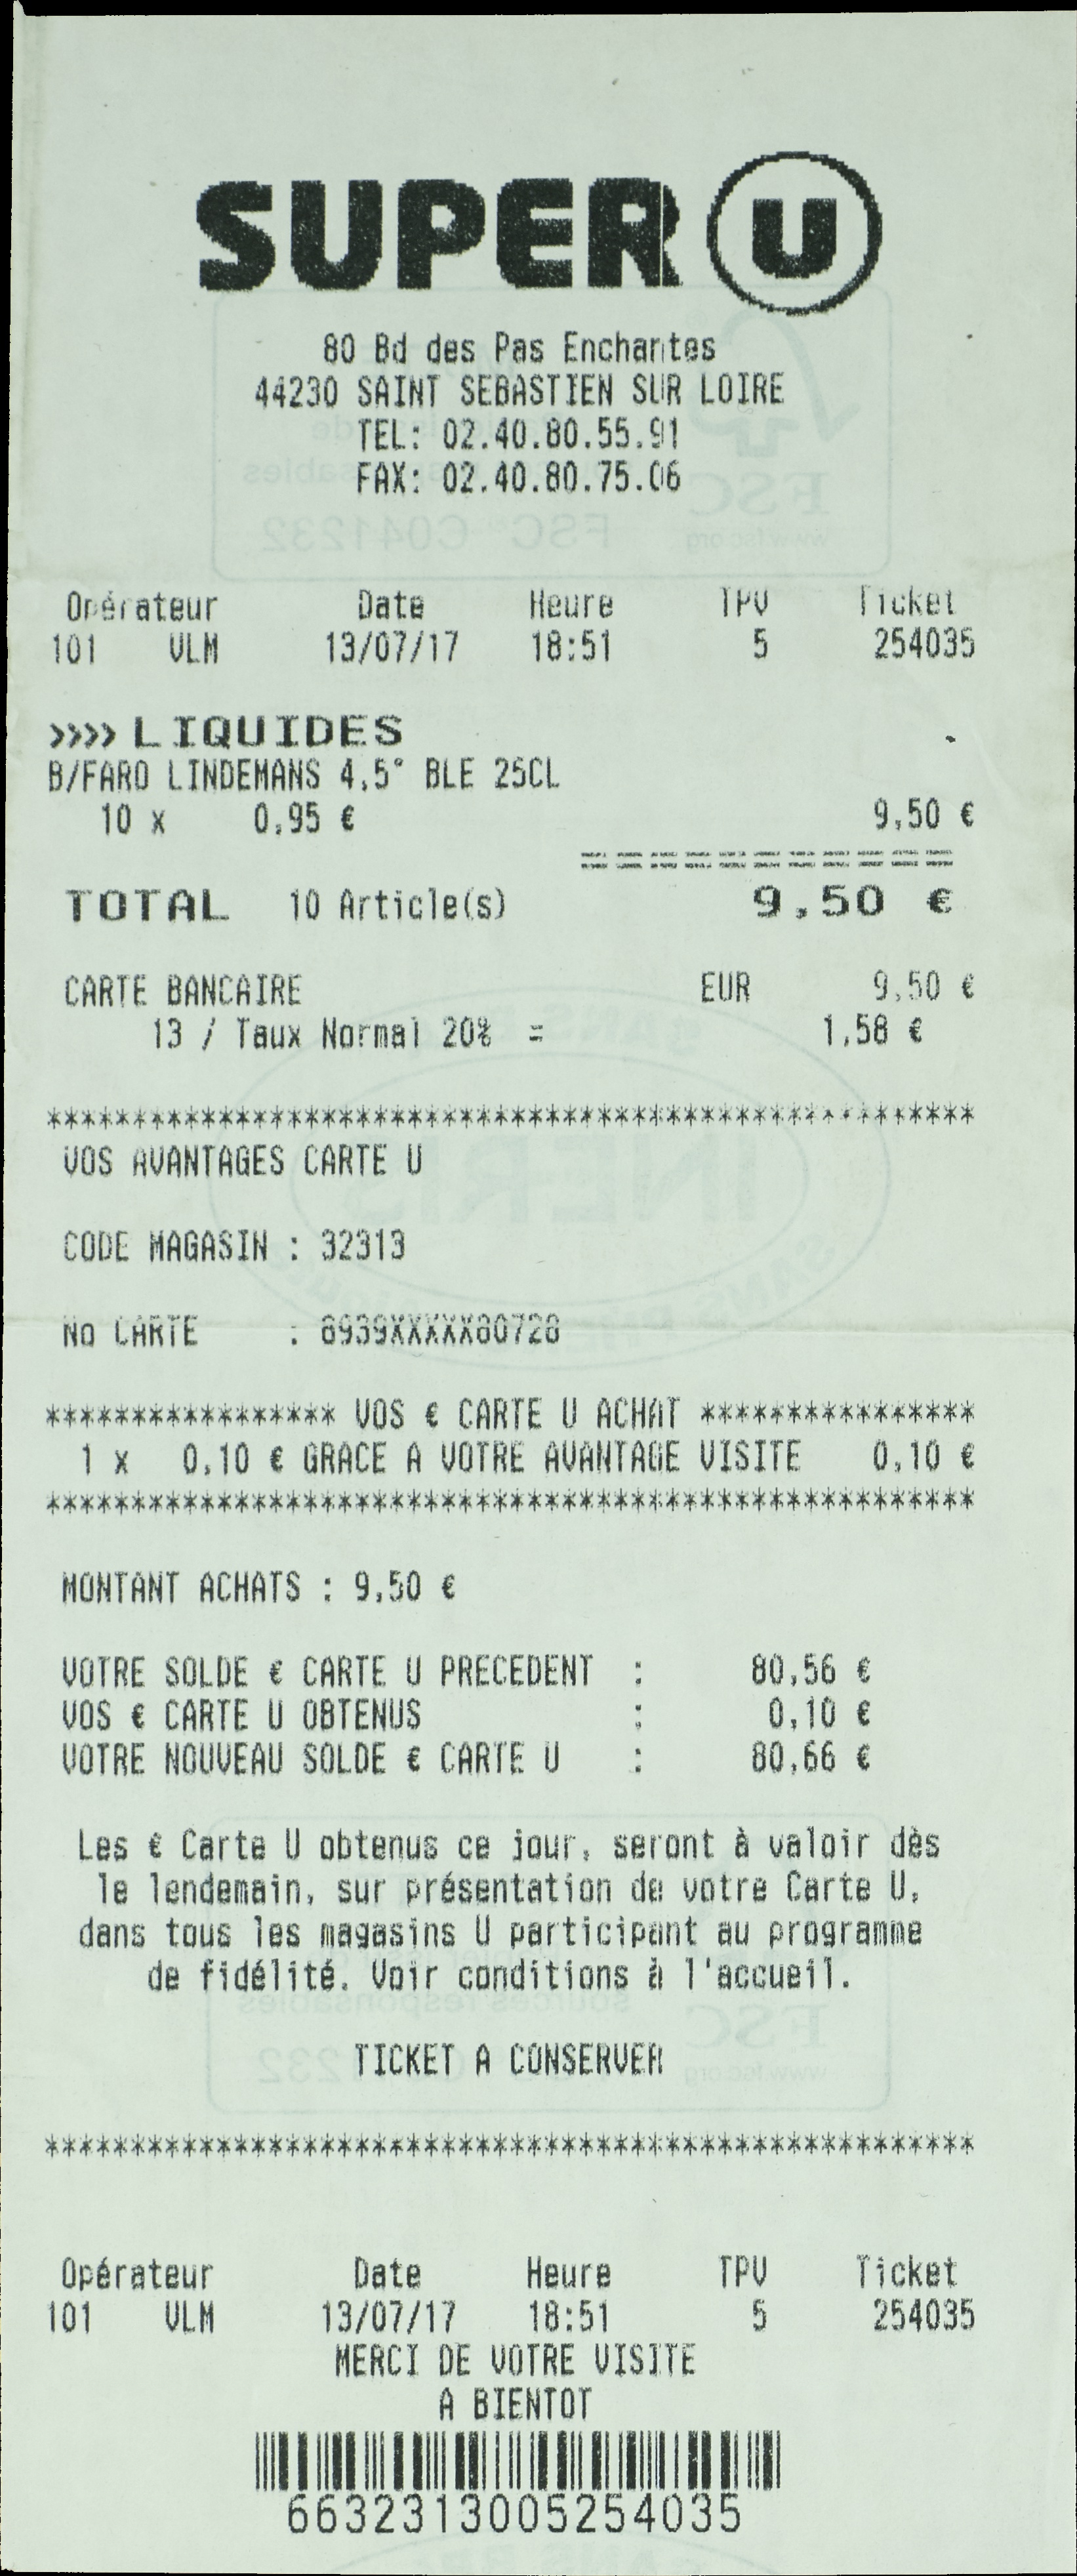 SUPER U
80 Bd des Pas Enchantes
44230 SAINT SEBASTIEN SUR LOIRE
TEL: 02.40.80.55.91
FAX: 02.40.80.75.06
Opérateur Date Heure TPV Ticket
101 VLM 13/07/17 18:51 5 254035
>>>> LIQUIDES
B/FARO LINDEMANS 4,5° BLE 25CL
10 x 0,95 € 9,50 €
===========
TOTAL 10 Article(s) 9,50 €
CARTE BANCAIRE EUR 9,50 €
13 / Taux Normal 20% = 1,58 €
******************************************************
VOS AVANTAGES CARTE U
CODE MAGASIN : 32313
No CARTE : 8939XXXXX80728
***************** VOS € CARTE U ACHAT ****************
1 x 0,10 € GRACE A VOTRE AVANTAGE VISITE 0,10 €
******************************************************
MONTANT ACHATS : 9,50 €
VOTRE SOLDE € CARTE U PRECEDENT : 80,56 €
VOS € CARTE U OBTENUS : 0,10 €
VOTRE NOUVEAU SOLDE € CARTE U : 80,66 €
Les € Carte U obtenus ce jour, seront à valoir dès
le lendemain, sur présentation de votre Carte U,
dans tous les magasins U participant au programme
de fidélité. Voir conditions à l'accueil.
TICKET A CONSERVER
******************************************************
Opérateur Date Heure TPV Ticket
101 VLM 13/07/17 18:51 5 254035
MERCI DE VOTRE VISITE
A BIENTOT
6632313005254035